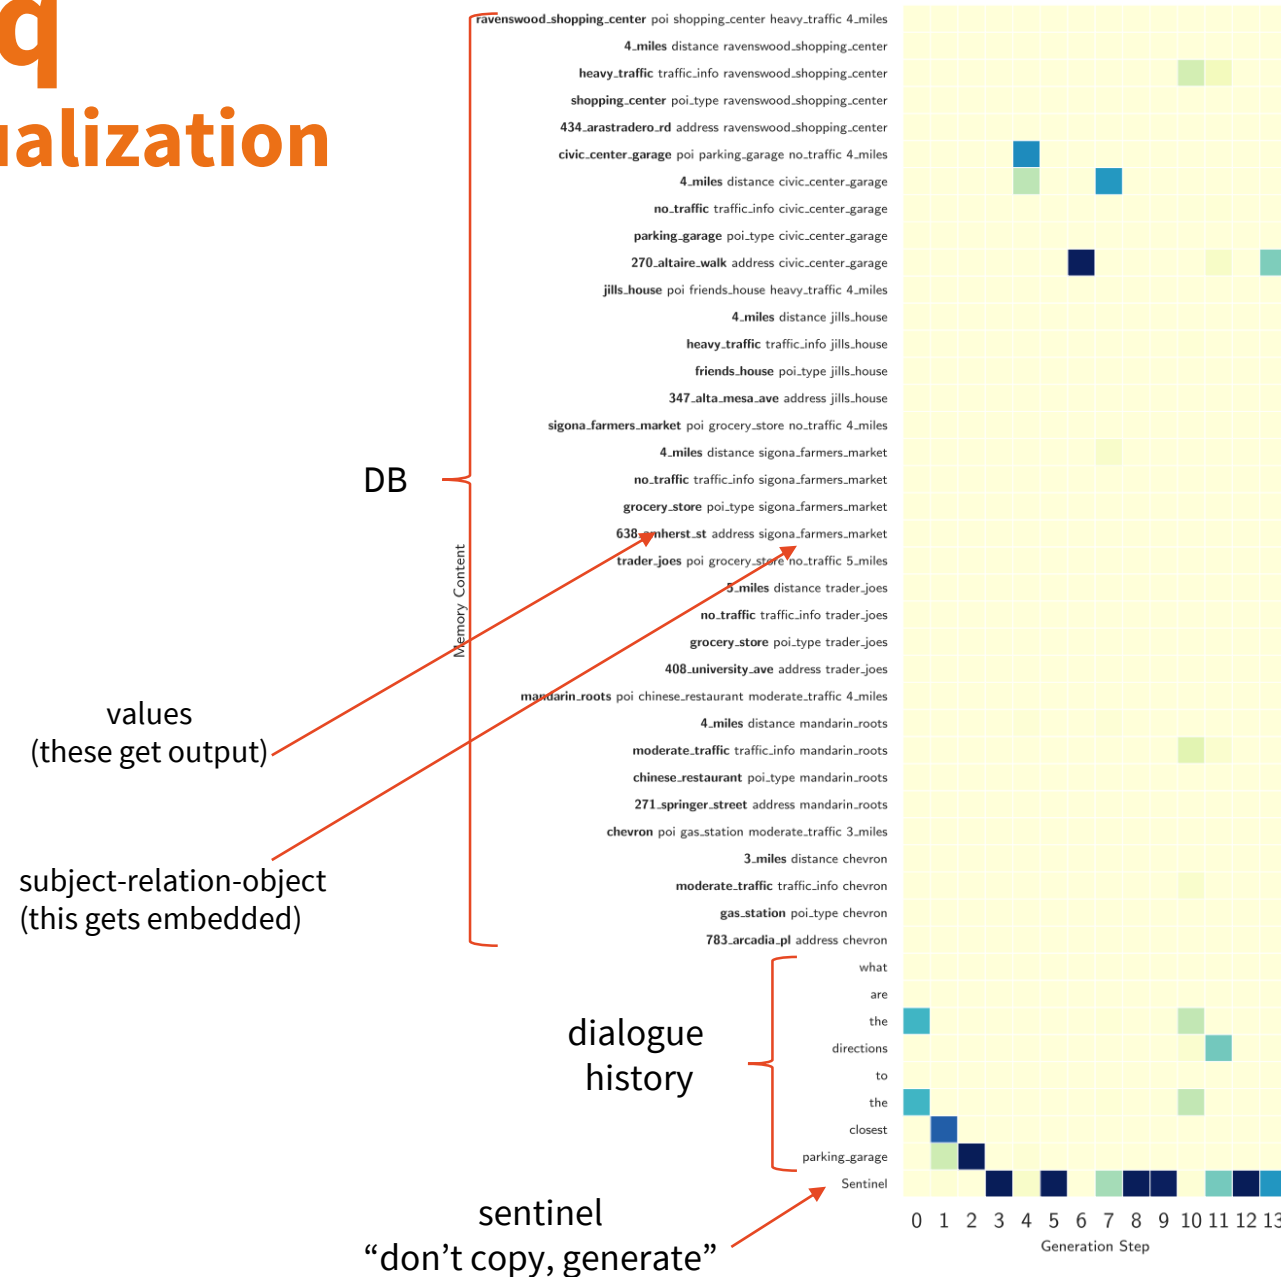 q
ualization
ravenswood_shopping_center poi shopping_center heavy_traffic 4_miles
4_miles distance ravenswood_shopping_center
heavy_traffic traffic_info ravenswood_shopping_center
shopping_center poi_type ravenswood_shopping_center
434_arastradero_rd address ravenswood_shopping_center
civic_center_garage poi parking_garage no_traffic 4_miles
4_miles distance civic_center_garage
no_traffic traffic_info civic_center_garage
parking_garage poi_type civic_center_garage
270_altaire_walk address civic_center_garage
jills_house poi friends_house heavy_traffic 4_miles
4_miles distance jills_house
heavy_traffic traffic_info jills_house
friends_house poi_type jills_house
347_alta_mesa_ave address jills_house
sigona_farmers_market poi grocery_store no_traffic 4_miles
4_miles distance sigona_farmers_market
no_traffic traffic_info sigona_farmers_market
grocery_store poi_type sigona_farmers_market
638_amherst_st address sigona_farmers_market
trader_joes poi grocery_store no_traffic 5_miles
5_miles distance trader_joes
no_traffic traffic_info trader_joes
grocery_store poi_type trader_joes
408_university_ave address trader_joes
mandarin_roots poi chinese_restaurant moderate_traffic 4_miles
4_miles distance mandarin_roots
moderate_traffic traffic_info mandarin_roots
chinese_restaurant poi_type mandarin_roots
271_springer_street address mandarin_roots
chevron poi gas_station moderate_traffic 3_miles
3_miles distance chevron
moderate_traffic traffic_info chevron
gas_station poi_type chevron
783_arcadia_pl address chevron
what
are
the
directions
to
the
closest
parking_garage
Sentinel
DB
Memory Content
values
(these get output)
subject-relation-object
(this gets embedded)
dialogue
history
sentinel
“don’t copy, generate”
0 1 2 3 4 5 6 7 8 9 10 11 12 13
Generation Step